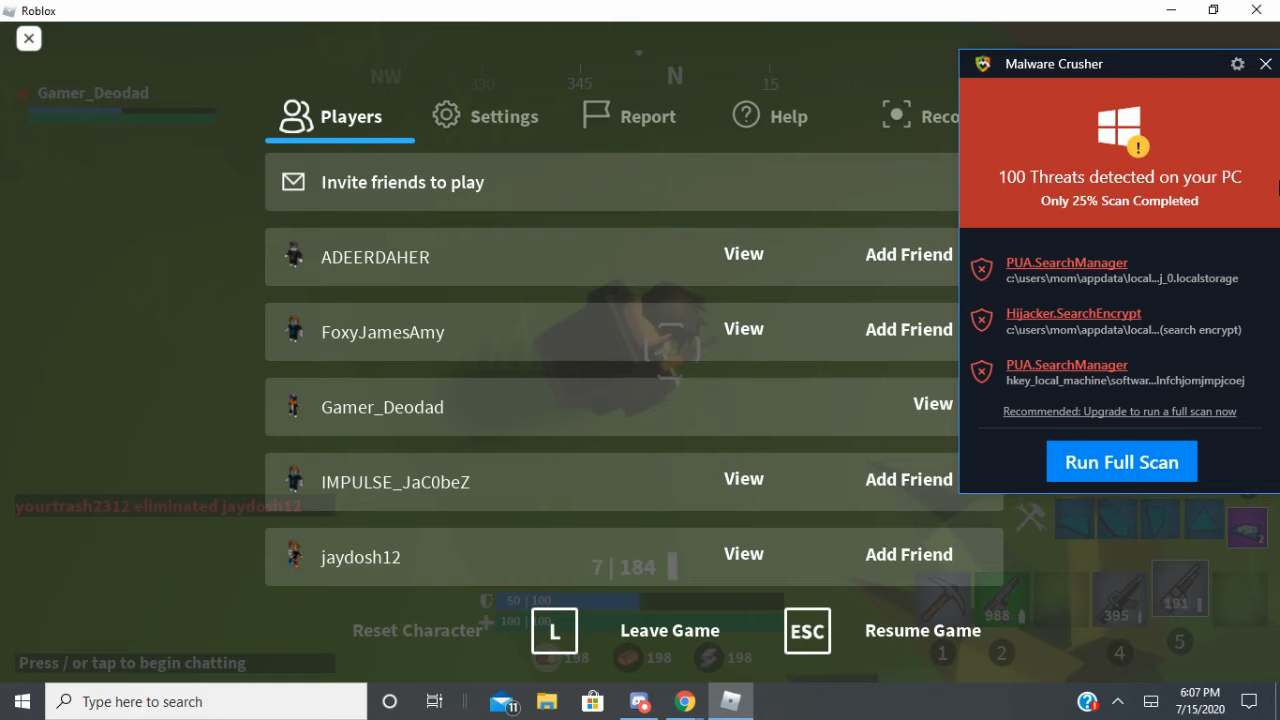 Roblox
NW 330 345 N 15
Gamer_Deodad
Players Settings Report Help Reco
Invite friends to play
ADEERDAHER View Add Friend
FoxyJamesAmy View Add Friend
Gamer_Deodad View
IMPULSE_JaC0beZ View Add Friend
jaydosh12 View Add Friend
yourtrash2312 eliminated jaydosh12
7 | 184
50 | 100
100 | 100
Reset Character L Leave Game ESC Resume Game
198 198 198
Press / or tap to begin chatting
988 395 191
1 2 4 5
2
Malware Crusher
100 Threats detected on your PC
Only 25% Scan Completed
PUA.SearchManager
c:\users\mom\appdata\local...j_0.localstorage
Hijacker.SearchEncrypt
c:\users\mom\appdata\local...(search encrypt)
PUA.SearchManager
hkey_local_machine\softwar...lnfchjomjmpjcoej
Recommended: Upgrade to run a full scan now
Run Full Scan
Type here to search
11
6:07 PM
7/15/2020